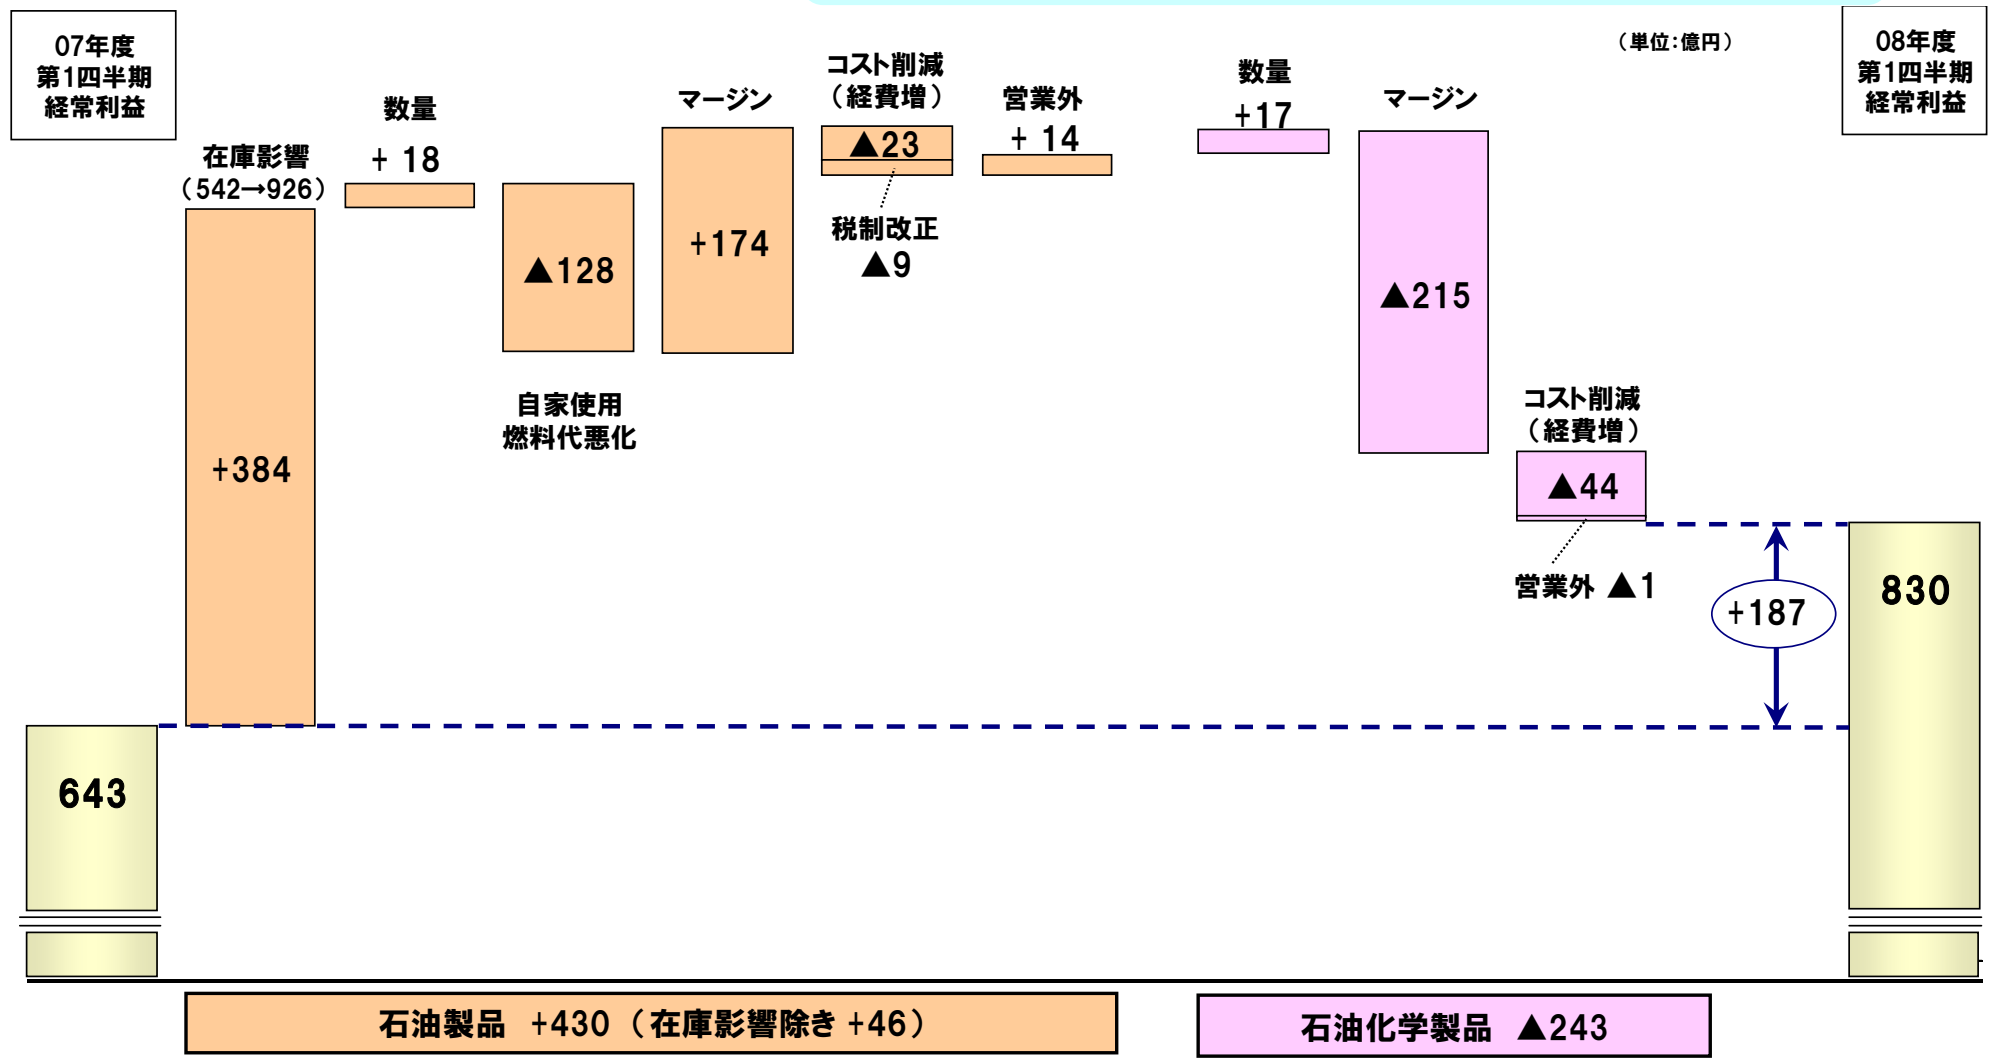 07年度
第1四半期
経常利益
(単位:億円)
08年度
第1四半期
経常利益
在庫影響
(542→926)
+384
数量
+ 18
▲128
自家使用
燃料代悪化
マージン
+174
コスト削減
(経費増)
▲23
税制改正
▲9
営業外
+ 14
数量
+17
マージン
▲215
コスト削減
(経費増)
▲44
営業外 ▲1
+187
643
830
石油製品 +430 (在庫影響除き +46)
石油化学製品 ▲243